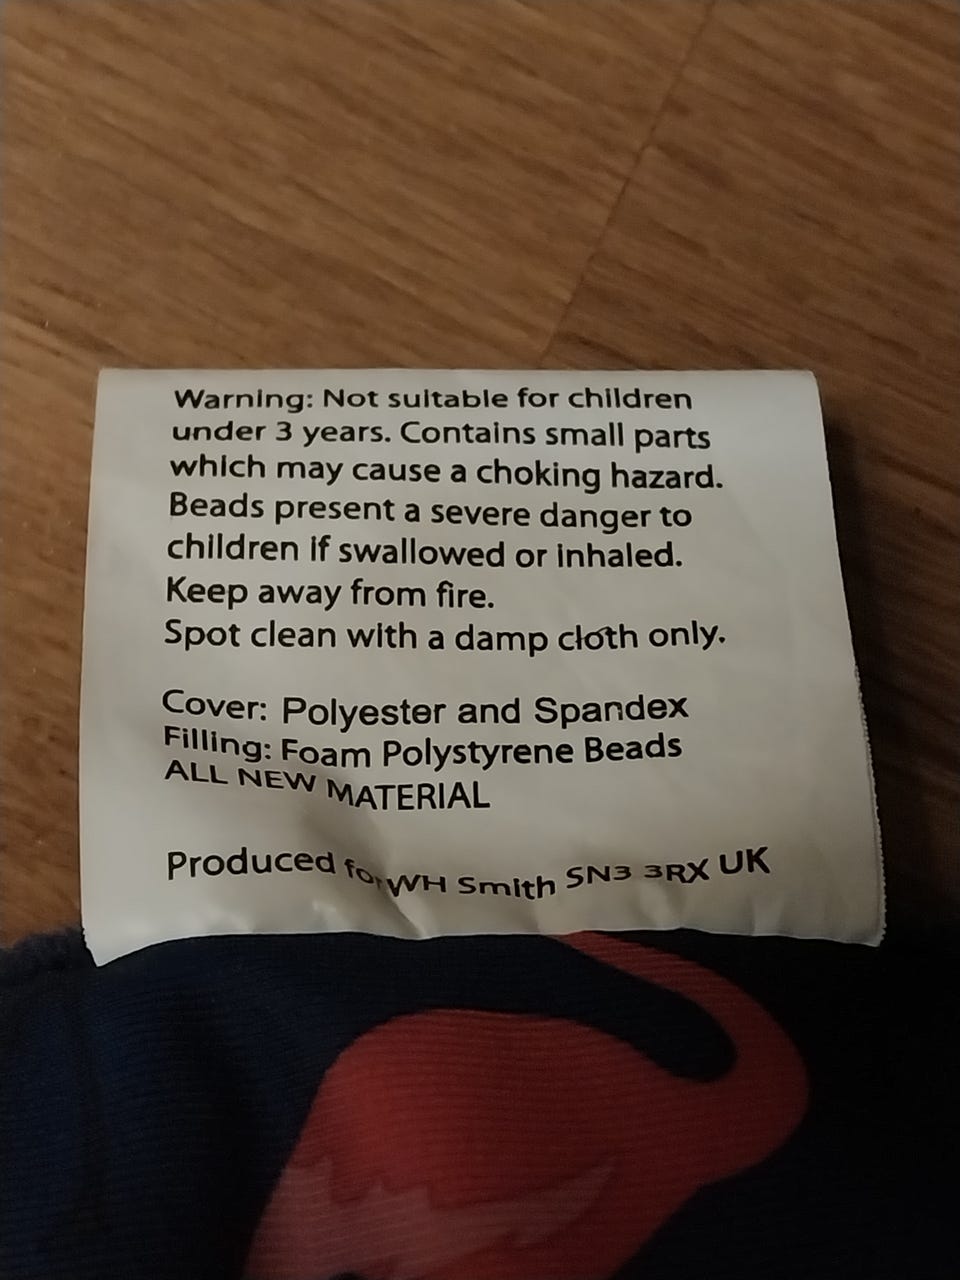 Warning: Not suitable for children
under 3 years. Contains small parts
which may cause a choking hazard.
Beads present a severe danger to
children if swallowed or inhaled.
Keep away from fire.
Spot clean with a damp cloth only.
Cover: Polyester and Spandex
Filling: Foam Polystyrene Beads
ALL NEW MATERIAL
Produced for WH Smith SN3 3RX UK